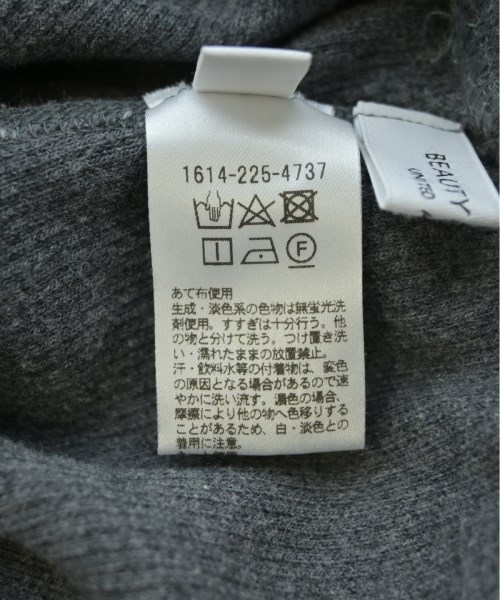 1614-225-4737
F
あて布使用
生成・淡色系の色物は無蛍光洗
剤使用。すすぎは十分行う。他
の物と分けて洗う。つけ置き洗
い・濡れたままの放置禁止。
汗・飲料水等の付着物は、変色
の原因となる場合があるので速
やかに洗い流す。濃色の場合、
摩擦により他の物へ色移りする
ことがあるため、白・淡色との
着用に注意。
BEAUTY
UNITED